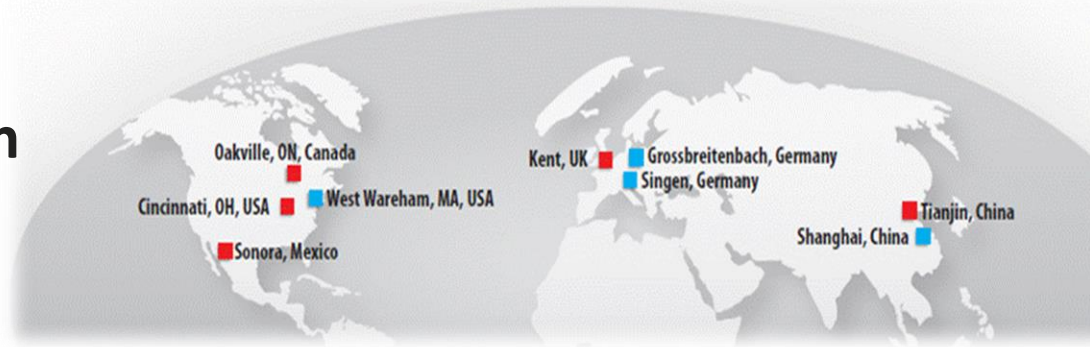 n
Oakville, ON, Canada
Cincinnati, OH, USA
West Wareham, MA, USA
Sonora, Mexico
Kent, UK
Grossbreitenbach, Germany
Singen, Germany
Tianjin, China
Shanghai, China